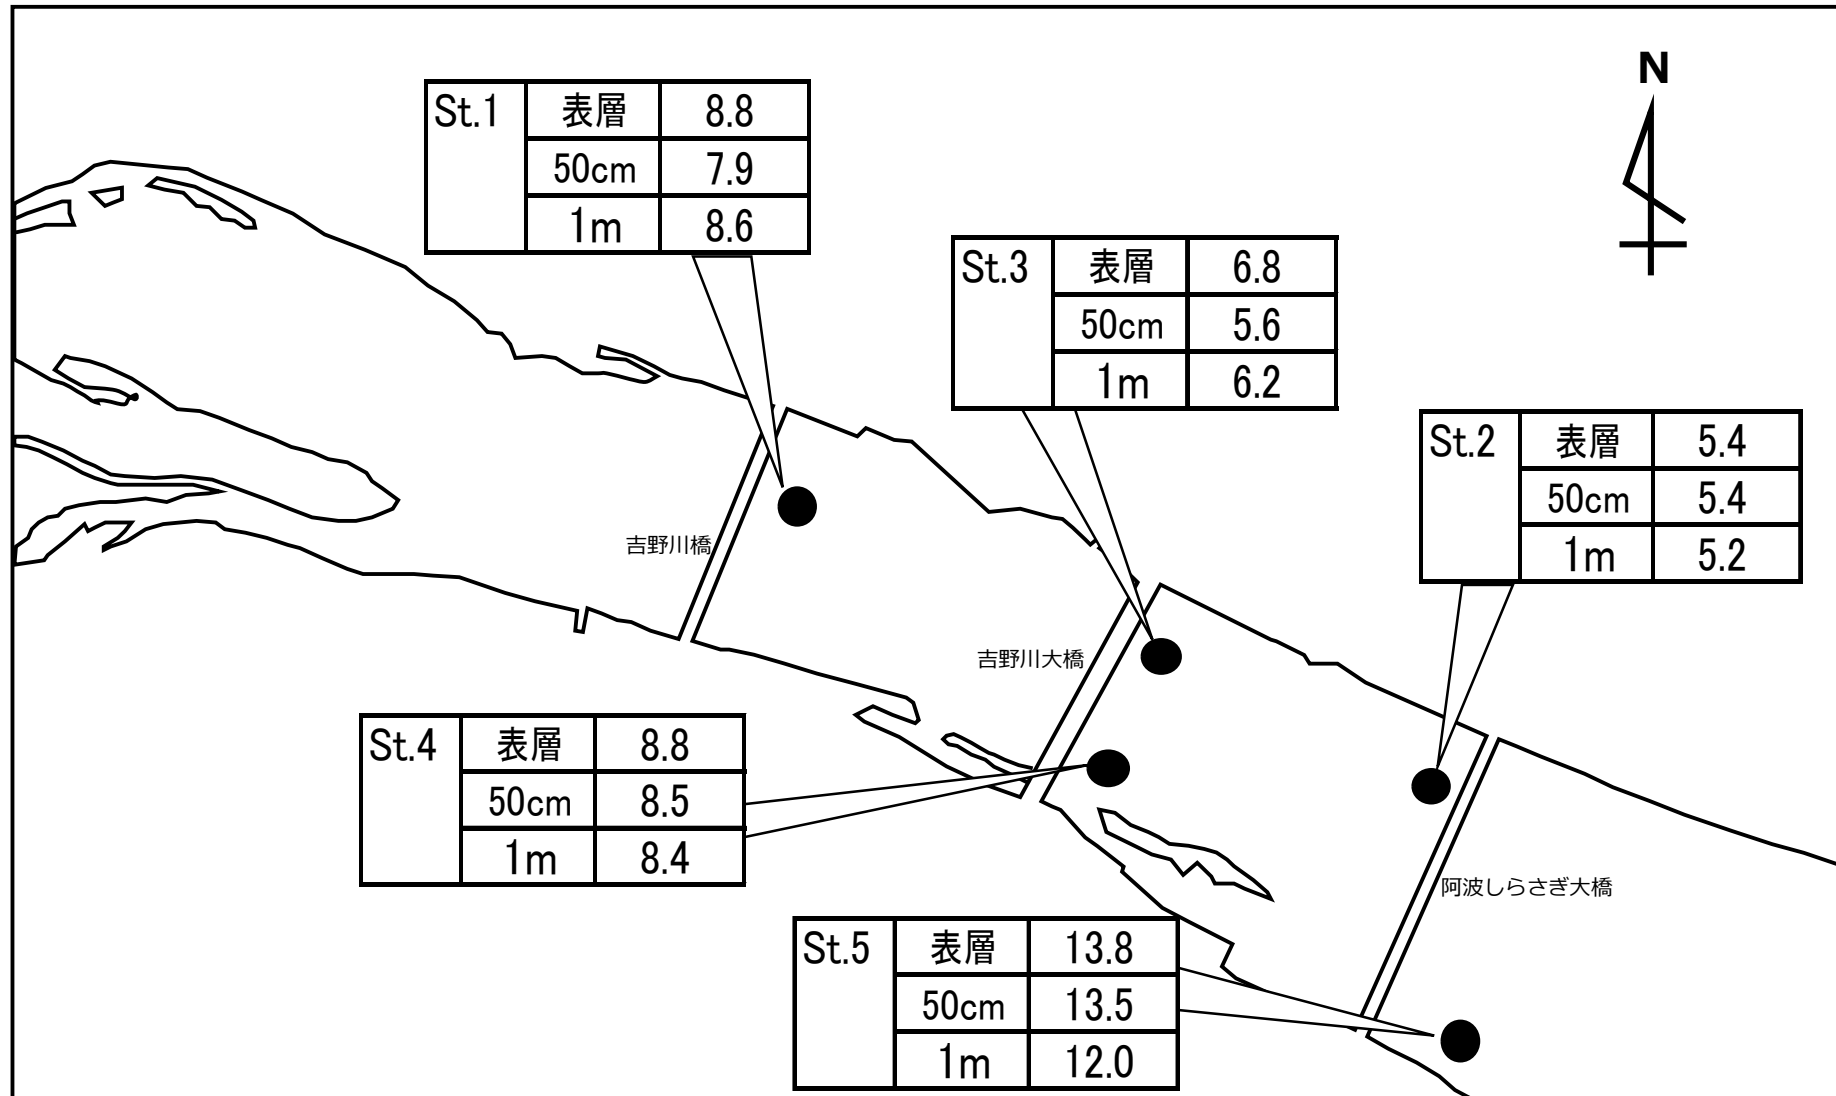 N
St.1 表層 8.8
50cm 7.9
1m 8.6
St.3 表層 6.8
50cm 5.6
1m 6.2
St.2 表層 5.4
50cm 5.4
1m 5.2
吉野川橋
吉野川大橋
St.4 表層 8.8
50cm 8.5
1m 8.4
阿波しらさぎ大橋
St.5 表層 13.8
50cm 13.5
1m 12.0